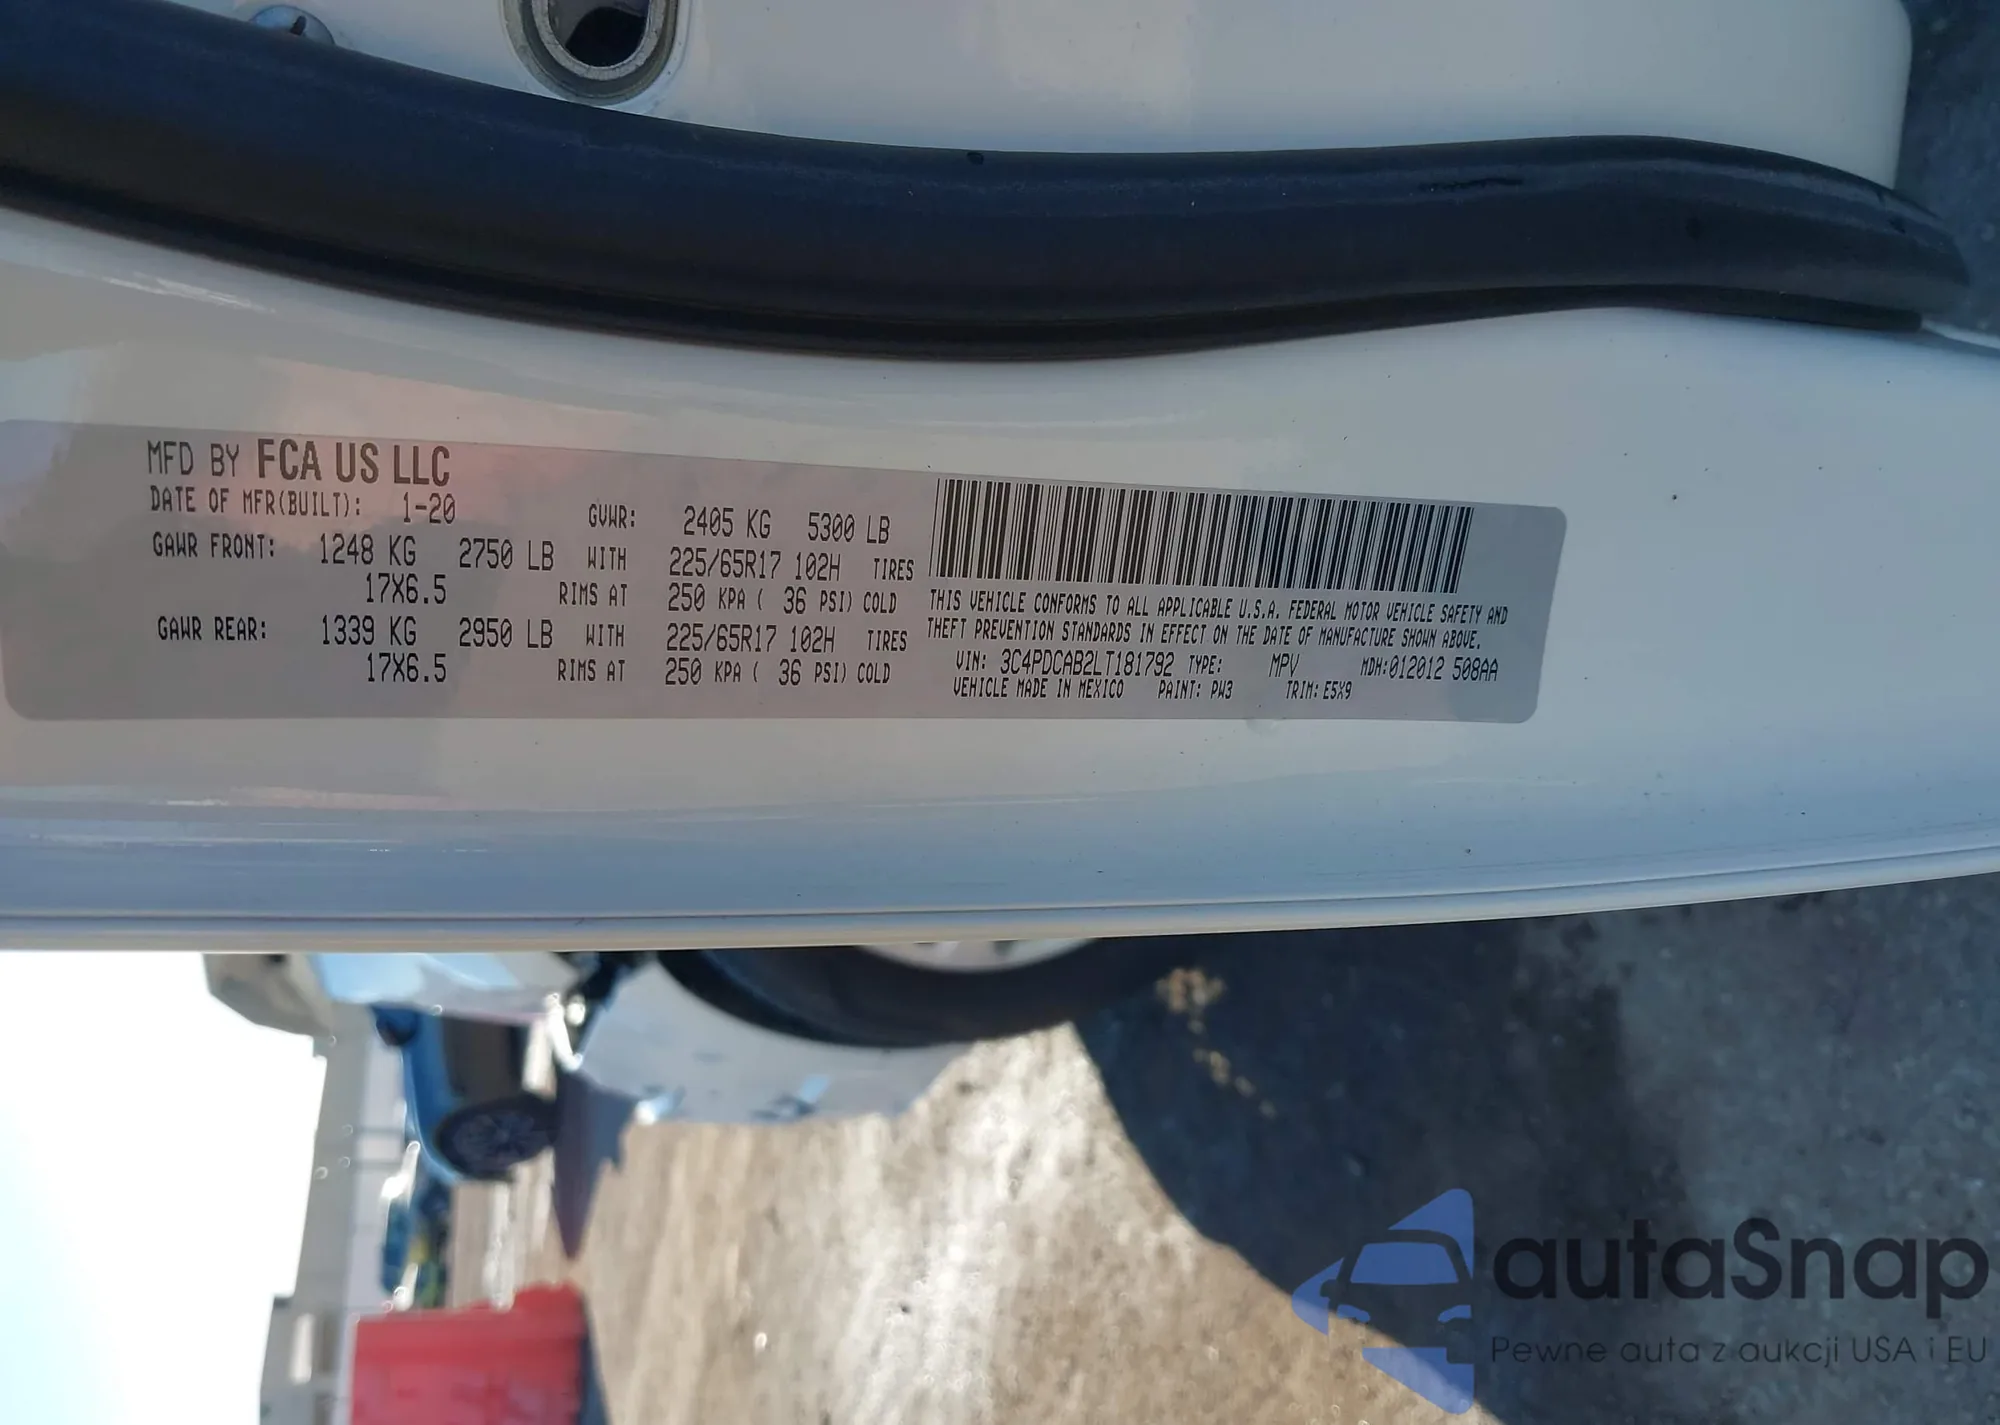 MFD BY FCA US LLC
DATE OF MFR(BUILT): 1-20 GVWR: 2405 KG 5300 LB
GAWR FRONT: 1248 KG 2750 LB WITH 225/65R17 102H TIRES
17X6.5 RIMS AT 250 KPA ( 36 PSI) COLD
GAWR REAR: 1339 KG 2950 LB WITH 225/65R17 102H TIRES
17X6.5 RIMS AT 250 KPA ( 36 PSI) COLD
THIS VEHICLE CONFORMS TO ALL APPLICABLE U.S.A. FEDERAL MOTOR VEHICLE SAFETY AND
THEFT PREVENTION STANDARDS IN EFFECT ON THE DATE OF MANUFACTURE SHOWN ABOVE.
VIN: 3C4PDCAB2LT181792 TYPE: MPV MDH:012012 508AA
VEHICLE MADE IN MEXICO PAINT: PW3 TRIM: E5X9
autaSnap
Pewne auta z aukcji USA i EU